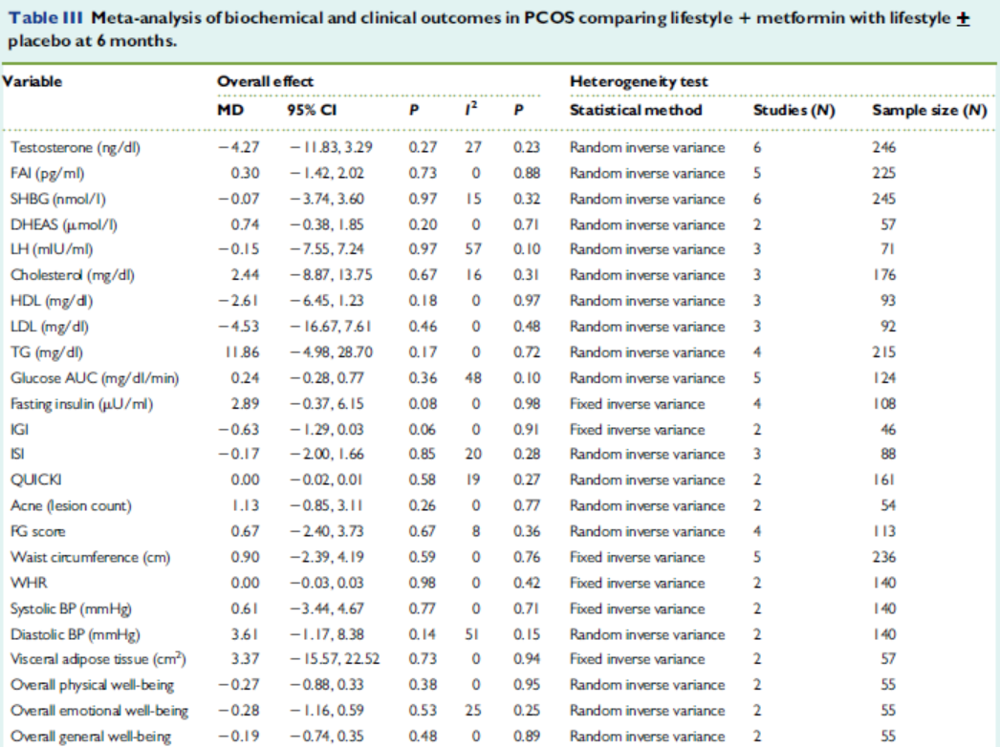 Table III Meta-analysis of biochemical and clinical outcomes in PCOS comparing lifestyle + metformin with lifestyle ±
placebo at 6 months.
Variable Overall effect Heterogeneity test
MD 95% CI P I² P Statistical method Studies (N) Sample size (N)
Testosterone (ng/dl) −4.27 −11.83, 3.29 0.27 27 0.23 Random inverse variance 6 246
FAI (pg/ml) 0.30 −1.42, 2.02 0.73 0 0.88 Random inverse variance 5 225
SHBG (nmol/l) −0.07 −3.74, 3.60 0.97 15 0.32 Random inverse variance 6 245
DHEAS (μmol/l) 0.74 −0.38, 1.85 0.20 0 0.71 Random inverse variance 2 57
LH (mIU/ml) −0.15 −7.55, 7.24 0.97 57 0.10 Random inverse variance 3 71
Cholesterol (mg/dl) 2.44 −8.87, 13.75 0.67 16 0.31 Random inverse variance 3 176
HDL (mg/dl) −2.61 −6.45, 1.23 0.18 0 0.97 Random inverse variance 3 93
LDL (mg/dl) −4.53 −16.67, 7.61 0.46 0 0.48 Random inverse variance 3 92
TG (mg/dl) 11.86 −4.98, 28.70 0.17 0 0.72 Random inverse variance 4 215
Glucose AUC (mg/dl/min) 0.24 −0.28, 0.77 0.36 48 0.10 Random inverse variance 5 124
Fasting insulin (μU/ml) 2.89 −0.37, 6.15 0.08 0 0.98 Fixed inverse variance 4 108
IGI −0.63 −1.29, 0.03 0.06 0 0.91 Fixed inverse variance 2 46
ISI −0.17 −2.00, 1.66 0.85 20 0.28 Random inverse variance 3 88
QUICKI 0.00 −0.02, 0.01 0.58 19 0.27 Random inverse variance 2 161
Acne (lesion count) 1.13 −0.85, 3.11 0.26 0 0.77 Random inverse variance 2 54
FG score 0.67 −2.40, 3.73 0.67 8 0.36 Random inverse variance 4 113
Waist circumference (cm) 0.90 −2.39, 4.19 0.59 0 0.76 Fixed inverse variance 5 236
WHR 0.00 −0.03, 0.03 0.98 0 0.42 Fixed inverse variance 2 140
Systolic BP (mmHg) 0.61 −3.44, 4.67 0.77 0 0.71 Fixed inverse variance 2 140
Diastolic BP (mmHg) 3.61 −1.17, 8.38 0.14 51 0.15 Random inverse variance 2 140
Visceral adipose tissue (cm²) 3.37 −15.57, 22.52 0.73 0 0.94 Fixed inverse variance 2 57
Overall physical well-being −0.27 −0.88, 0.33 0.38 0 0.95 Random inverse variance 2 55
Overall emotional well-being −0.28 −1.16, 0.59 0.53 25 0.25 Random inverse variance 2 55
Overall general well-being −0.19 −0.74, 0.35 0.48 0 0.89 Random inverse variance 2 55